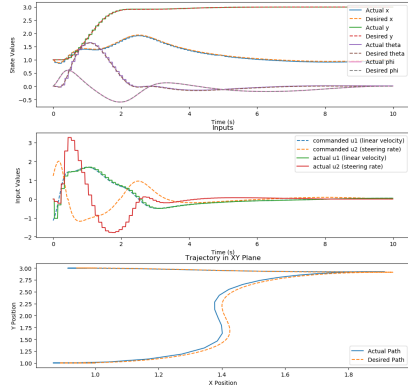 3.0
2.5
2.0
1.5
1.0
0.5
0.0
−0.5
State Values
Actual x
Desired x
Actual y
Desired y
Actual theta
Desired theta
Actual phi
Desired phi
0 2 4 6 8 10
Time (s)
Inputs
3
2
1
0
−1
−2
Input Values
commanded u1 (linear velocity)
commanded u2 (steering rate)
actual u1 (linear velocity)
actual u2 (steering rate)
0 2 4 6 8 10
Time (s)
Trajectory in XY Plane
3.00
2.75
2.50
2.25
2.00
1.75
1.50
1.25
1.00
Y Position
Actual Path
Desired Path
1.0 1.2 1.4 1.6 1.8
X Position